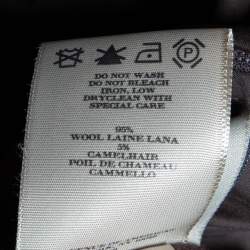 P
DO NOT WASH
DO NOT BLEACH
IRON, LOW
DRYCLEAN WITH
SPECIAL CARE
95%
WOOL LAINE LANA
5%
CAMELHAIR
POIL DE CHAMEAU
CAMMELLO